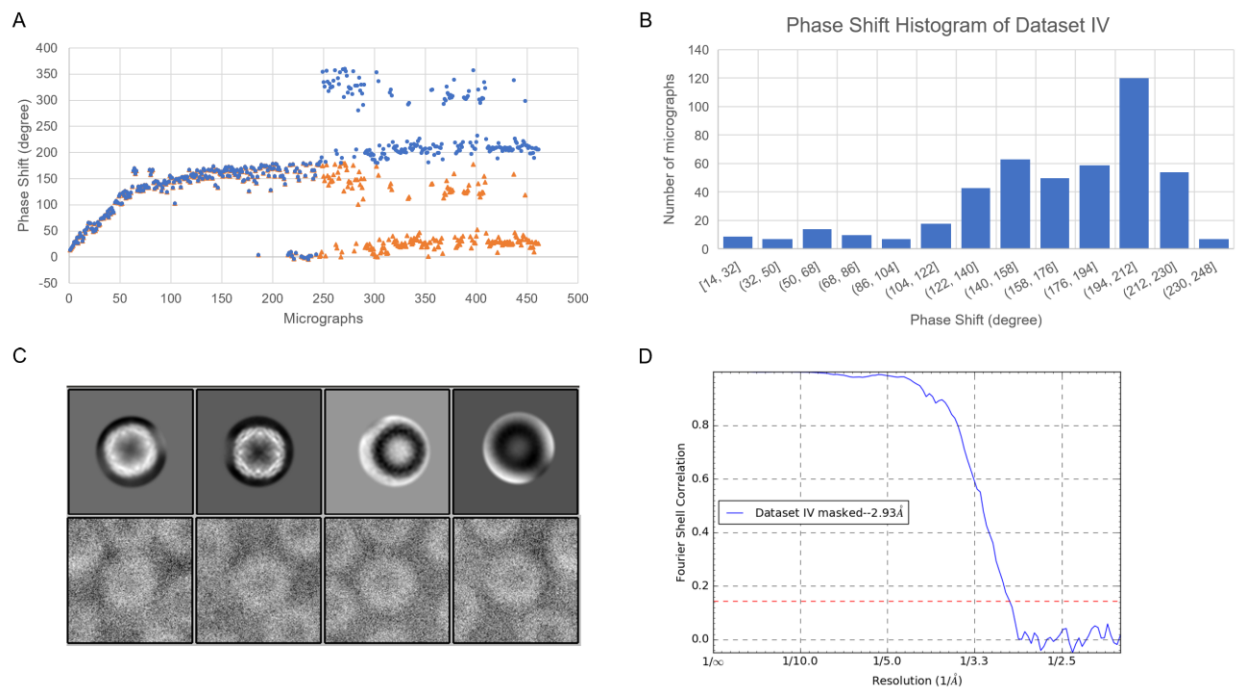 A
Phase Shift (degree)
400
350
300
250
200
150
100
50
0
-50
0 50 100 150 200 250 300 350 400 450 500
Micrographs
B
Phase Shift Histogram of Dataset IV
Number of micrographs
140
120
100
80
60
40
20
0
[14, 32] (32, 50] (50, 68] (68, 86] (86, 104] (104, 122] (122, 140] (140, 158] (158, 176] (176, 194] (194, 212] (212, 230] (230, 248]
Phase Shift (degree)
C
D
Fourier Shell Correlation
0.8
0.6
0.4
0.2
0.0
Dataset IV masked--2.93Å
1/∞ 1/10.0 1/5.0 1/3.3 1/2.5
Resolution (1/Å)